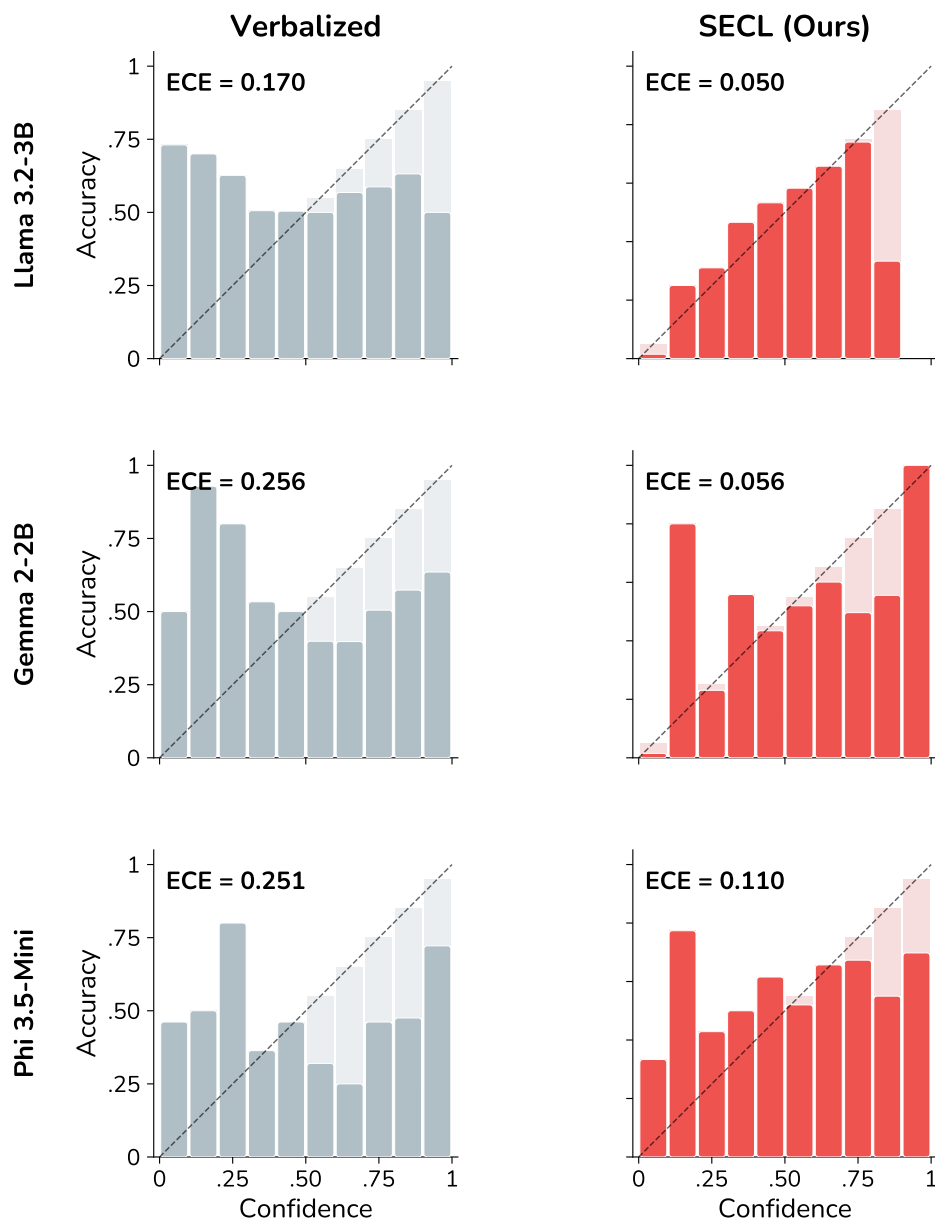 Verbalized
SECL (Ours)
Llama 3.2-3B
Accuracy
1
.75
.50
.25
0
ECE = 0.170
ECE = 0.050
Gemma 2-2B
Accuracy
1
.75
.50
.25
0
ECE = 0.256
ECE = 0.056
Phi 3.5-Mini
Accuracy
1
.75
.50
.25
0
ECE = 0.251
ECE = 0.110
0 .25 .50 .75 1
0 .25 .50 .75 1
Confidence
Confidence